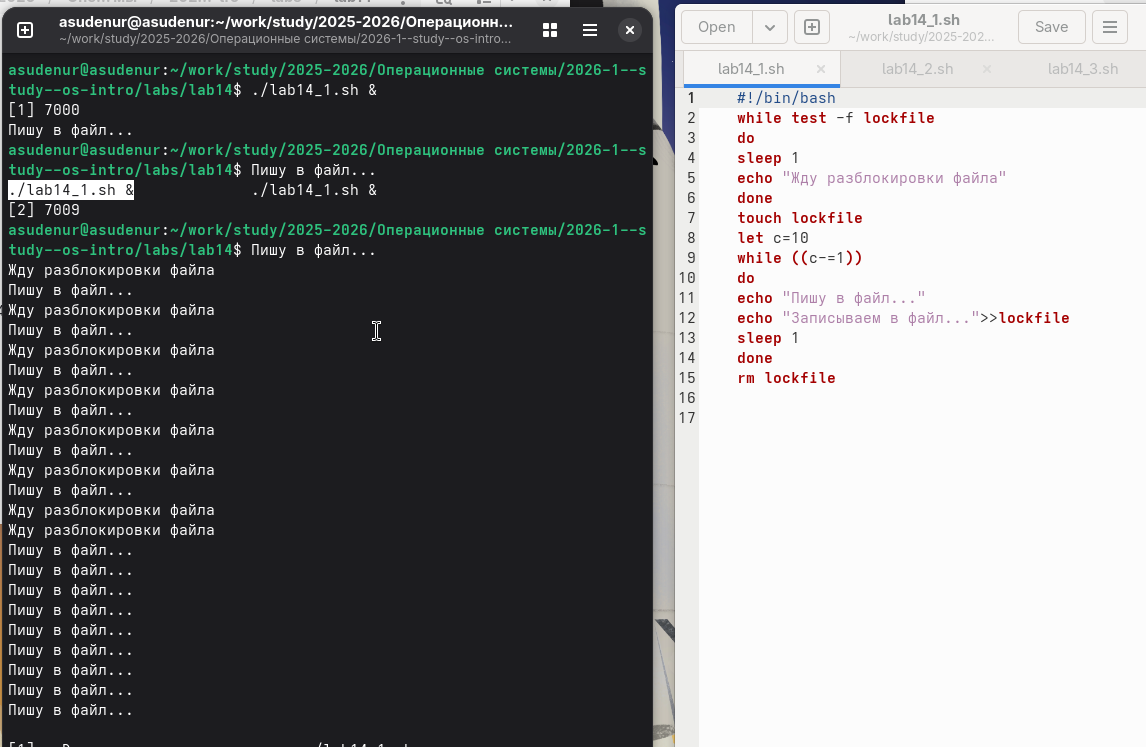 asudenur@asudenur:~/work/study/2025-2026/Операционн...
~/work/study/2025-2026/Операционные системы/2026-1--study--os-intro...
asudenur@asudenur:~/work/study/2025-2026/Операционные системы/2026-1--s
tudy--os-intro/labs/lab14$ ./lab14_1.sh &
[1] 7000
Пишу в файл...
asudenur@asudenur:~/work/study/2025-2026/Операционные системы/2026-1--s
tudy--os-intro/labs/lab14$ Пишу в файл...
./lab14_1.sh & ./lab14_1.sh &
[2] 7009
asudenur@asudenur:~/work/study/2025-2026/Операционные системы/2026-1--s
tudy--os-intro/labs/lab14$ Пишу в файл...
Жду разблокировки файла
Пишу в файл...
Жду разблокировки файла
Пишу в файл...
Жду разблокировки файла
Пишу в файл...
Жду разблокировки файла
Пишу в файл...
Жду разблокировки файла
Пишу в файл...
Жду разблокировки файла
Пишу в файл...
Жду разблокировки файла
Жду разблокировки файла
Пишу в файл...
Пишу в файл...
Пишу в файл...
Пишу в файл...
Пишу в файл...
Пишу в файл...
Пишу в файл...
Пишу в файл...
Пишу в файл...
Open
lab14_1.sh
~/work/study/2025-202...
Save
lab14_1.sh × lab14_2.sh × lab14_3.sh
1 #!/bin/bash
2 while test -f lockfile
3 do
4 sleep 1
5 echo "Жду разблокировки файла"
6 done
7 touch lockfile
8 let c=10
9 while ((c-=1))
10 do
11 echo "Пишу в файл..."
12 echo "Записываем в файл...">>lockfile
13 sleep 1
14 done
15 rm lockfile
16
17